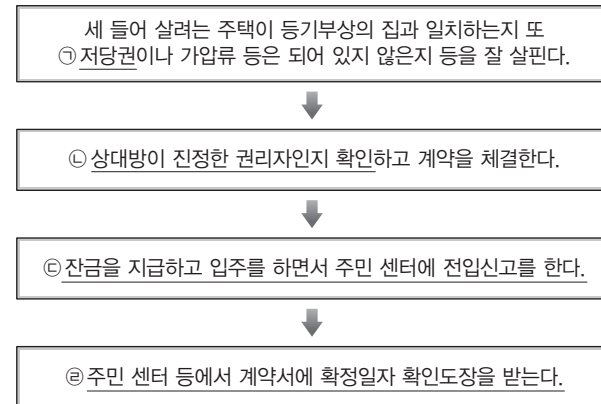 세 들어 살려는 주택이 등기부상의 집과 일치하는지 또
㉠ 저당권이나 가압류 등은 되어 있지 않은지 등을 잘 살핀다.
㉡ 상대방이 진정한 권리자인지 확인하고 계약을 체결한다.
㉢ 잔금을 지급하고 입주를 하면서 주민 센터에 전입신고를 한다.
㉣ 주민 센터 등에서 계약서에 확정일자 확인도장을 받는다.